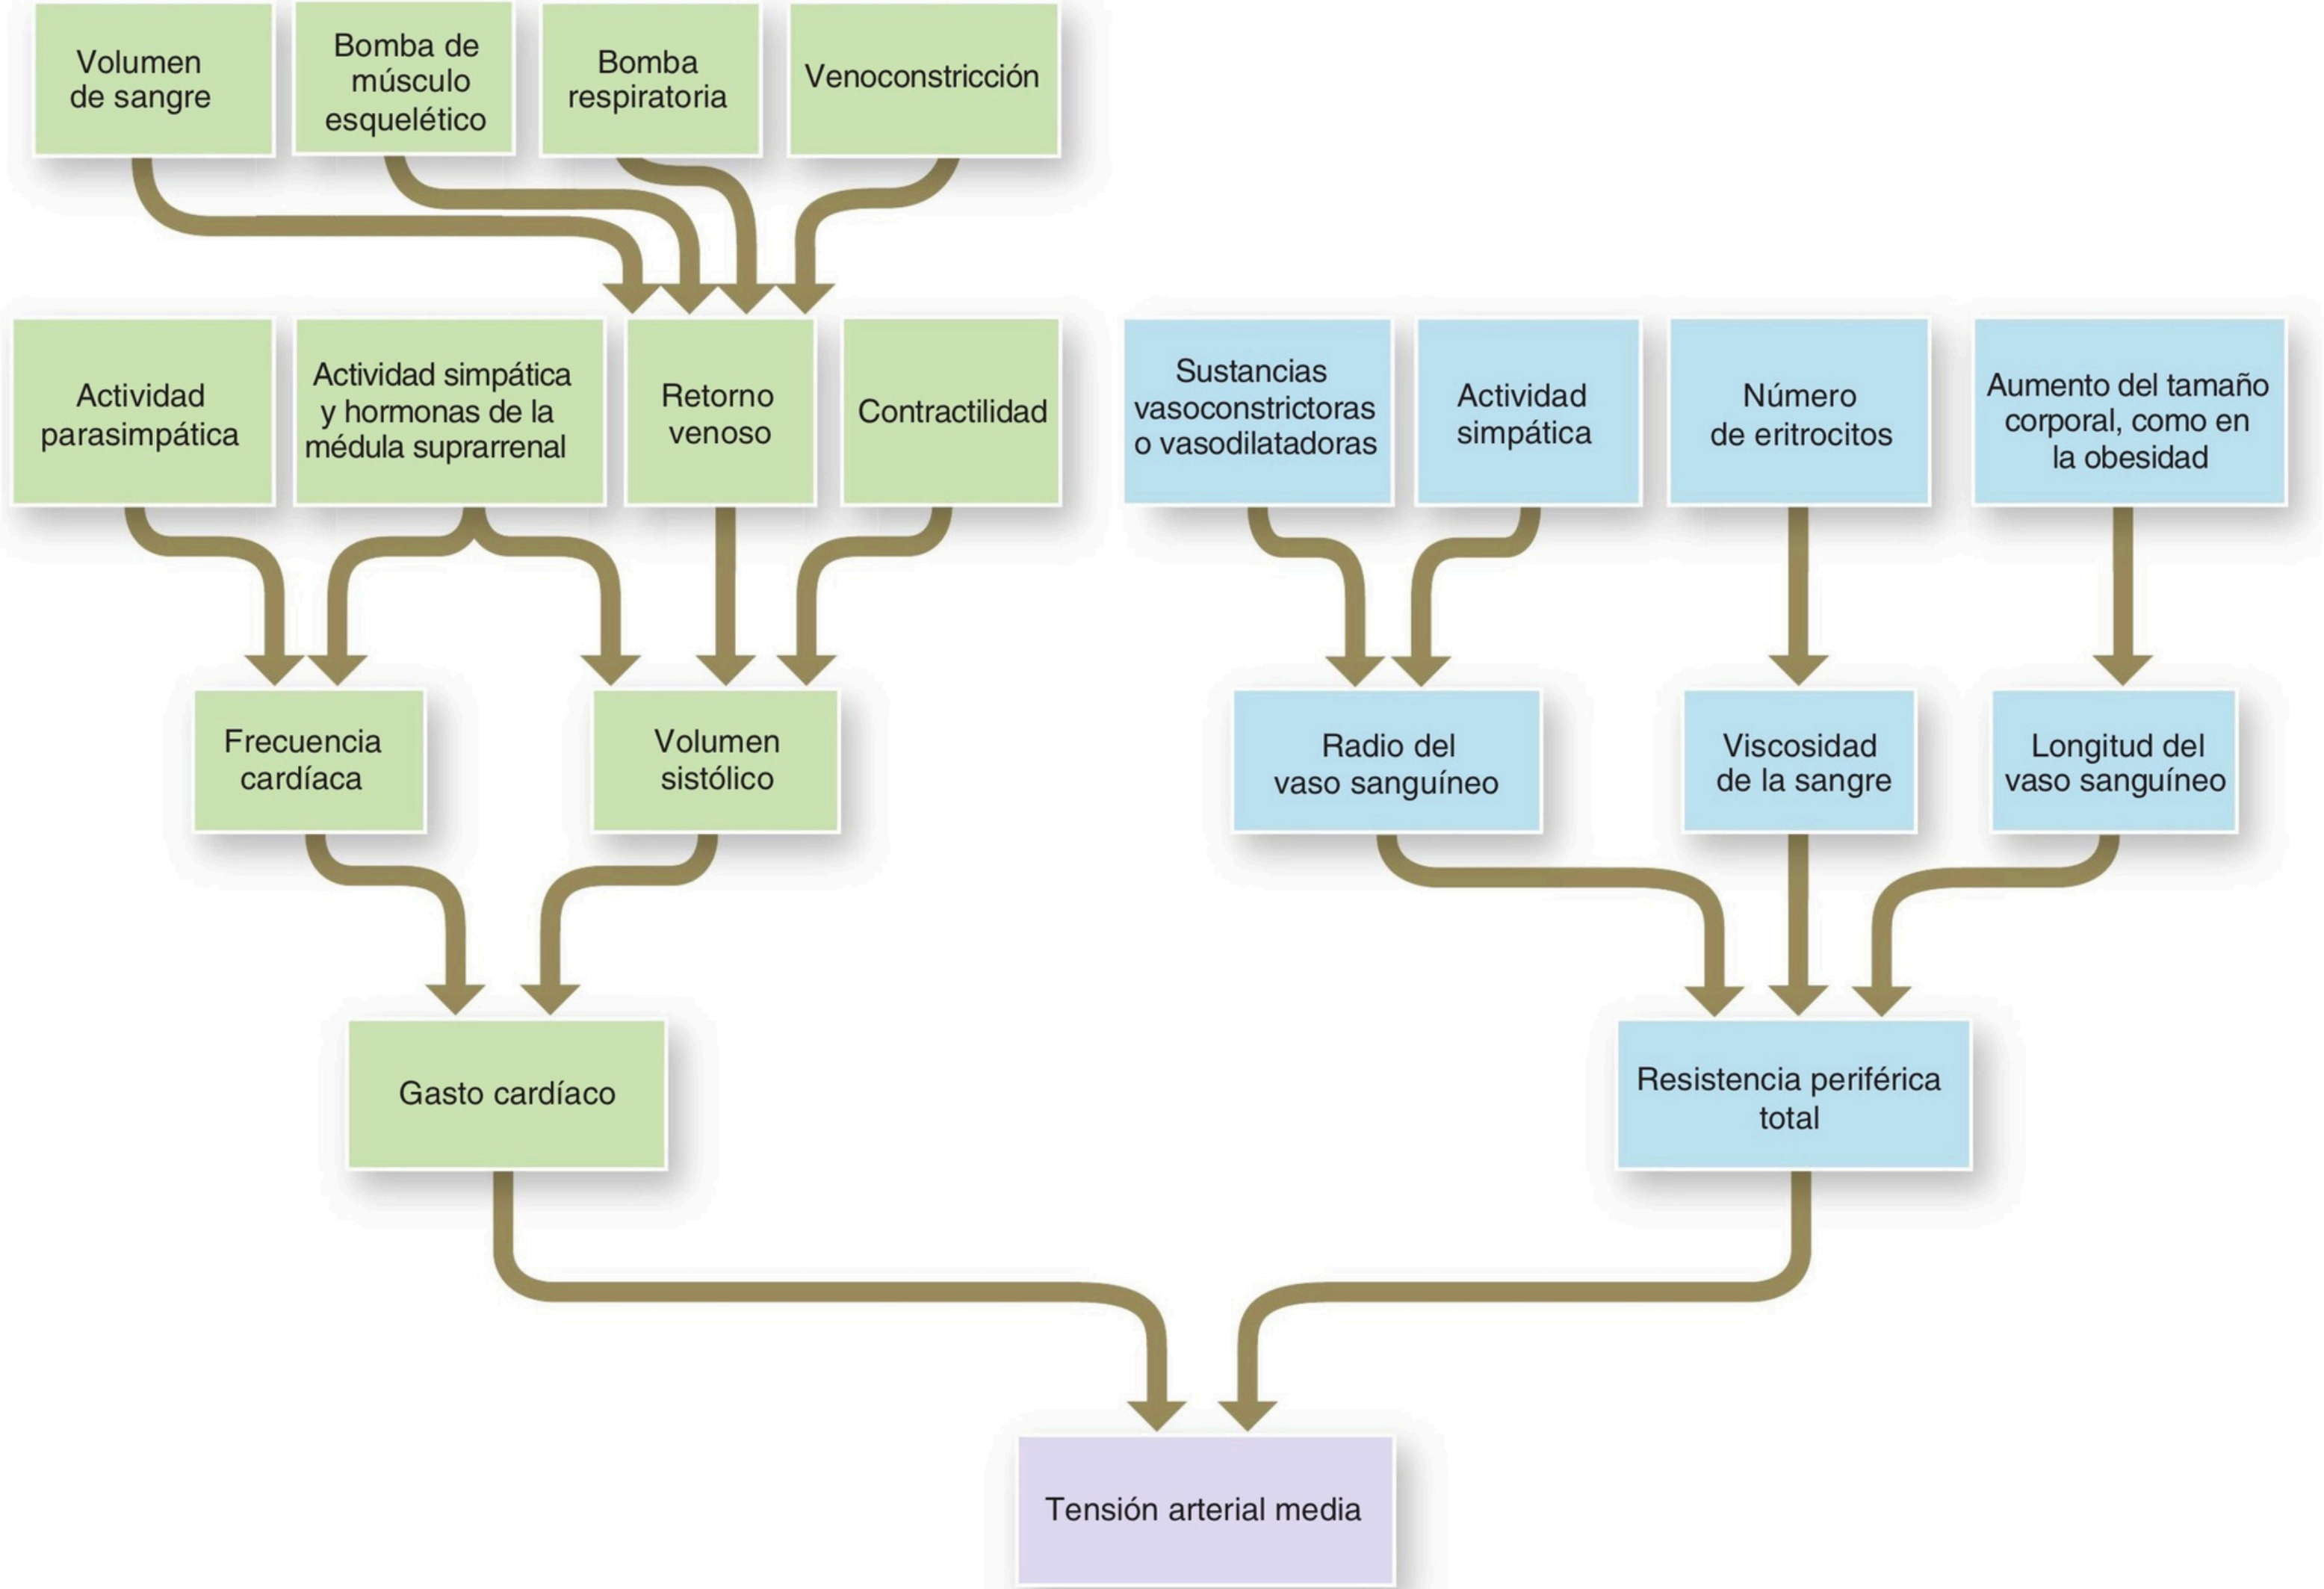 Volumen
de sangre
Bomba de
músculo
esquelético
Bomba
respiratoria
Venoconstricción
Actividad
parasimpática
Actividad simpática
y hormonas de la
médula suprarrenal
Retorno
venoso
Contractilidad
Sustancias
vasoconstrictoras
o vasodilatadoras
Actividad
simpática
Número
de eritrocitos
Aumento del tamaño
corporal, como en
la obesidad
Frecuencia
cardíaca
Volumen
sistólico
Radio del
vaso sanguíneo
Viscosidad
de la sangre
Longitud del
vaso sanguíneo
Gasto cardíaco
Resistencia periférica
total
Tensión arterial media